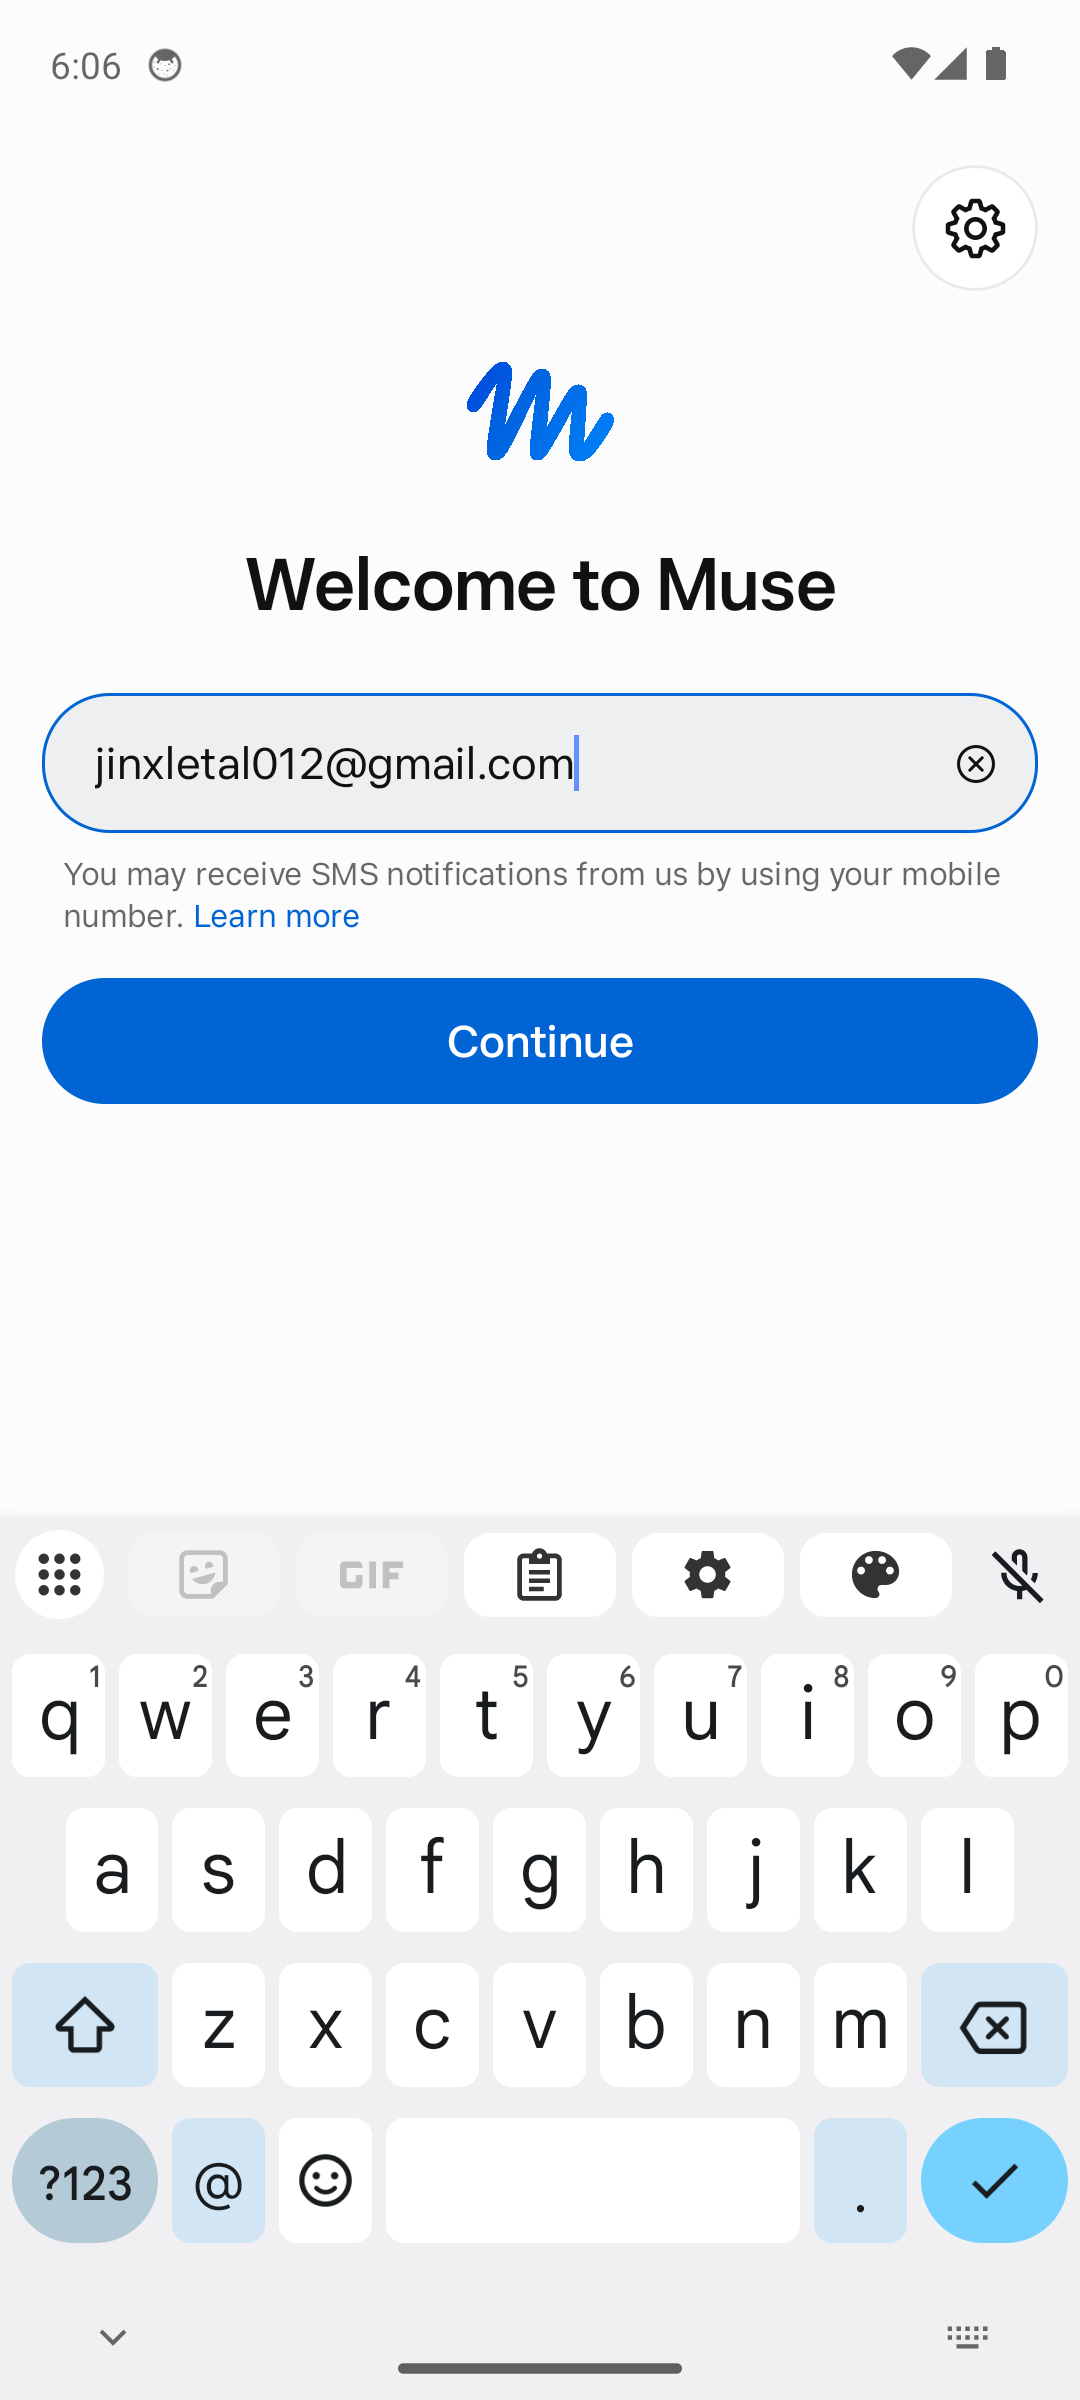 6:06
Welcome to Muse
jinxletal012@gmail.com
You may receive SMS notifications from us by using your mobile
number. Learn more
Continue
GIF
q1 w2 e3 r4 t5 y6 u7 i8 o9 p0
a s d f g h j k l
z x c v b n m
?123 @ .